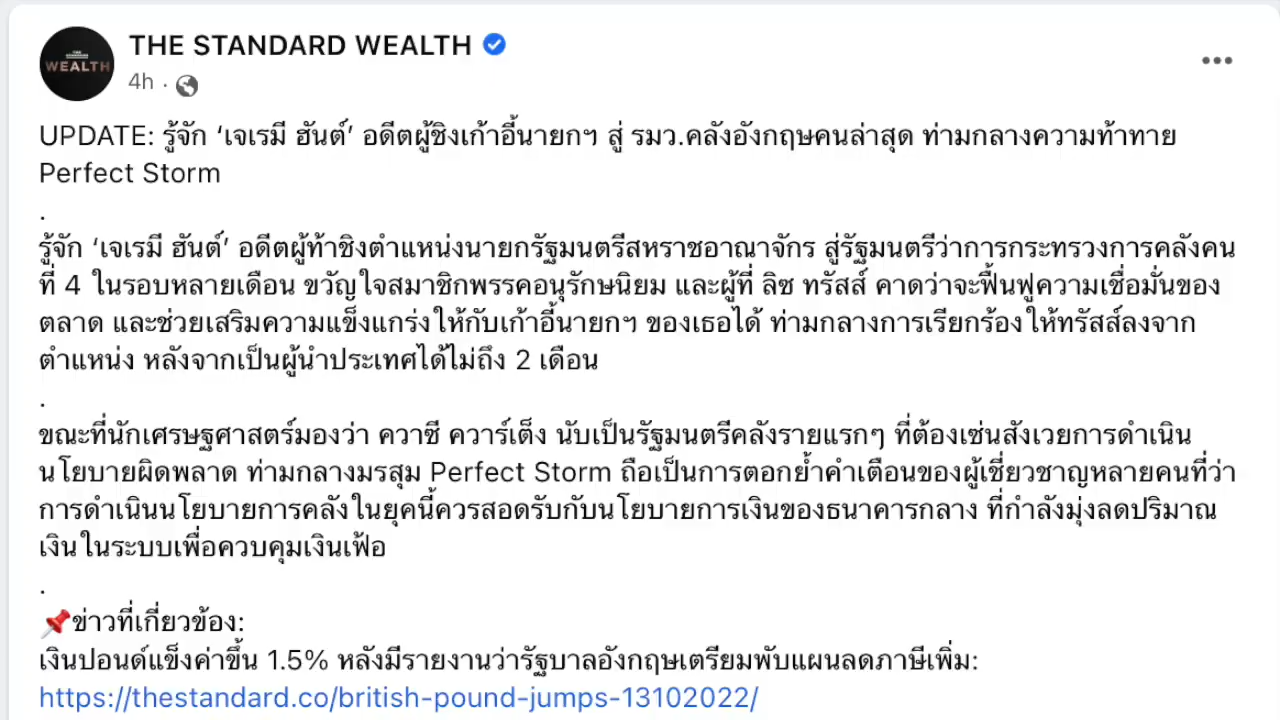 THE STANDARD WEALTH
WEALTH
4h ·
UPDATE: รู้จัก ‘เจเรมี ฮันต์’ อดีตผู้ชิงเก้าอี้นายกฯ สู่ รมว.คลังอังกฤษคนล่าสุด ท่ามกลางความท้าทาย
Perfect Storm
.
รู้จัก ‘เจเรมี ฮันต์’ อดีตผู้ท้าชิงตำแหน่งนายกรัฐมนตรีสหราชอาณาจักร สู่รัฐมนตรีว่าการกระทรวงการคลังคน
ที่ 4 ในรอบหลายเดือน ขวัญใจสมาชิกพรรคอนุรักษนิยม และผู้ที่ ลิซ ทรัสส์ คาดว่าจะฟื้นฟูความเชื่อมั่นของ
ตลาด และช่วยเสริมความแข็งแกร่งให้กับเก้าอี้นายกฯ ของเธอได้ ท่ามกลางการเรียกร้องให้ทรัสส์ลงจาก
ตำแหน่ง หลังจากเป็นผู้นำประเทศได้ไม่ถึง 2 เดือน
.
ขณะที่นักเศรษฐศาสตร์มองว่า ควาซี ควาร์เต็ง นับเป็นรัฐมนตรีคลังรายแรกๆ ที่ต้องเซ่นสังเวยการดำเนิน
นโยบายผิดพลาด ท่ามกลางมรสุม Perfect Storm ถือเป็นการตอกย้ำคำเตือนของผู้เชี่ยวชาญหลายคนที่ว่า
การดำเนินนโยบายการคลังในยุคนี้ควรสอดรับกับนโยบายการเงินของธนาคารกลาง ที่กำลังมุ่งลดปริมาณ
เงินในระบบเพื่อควบคุมเงินเฟ้อ
.
📌ข่าวที่เกี่ยวข้อง:
เงินปอนด์แข็งค่าขึ้น 1.5% หลังมีรายงานว่ารัฐบาลอังกฤษเตรียมพับแผนลดภาษีเพิ่ม:
https://thestandard.co/british-pound-jumps-13102022/